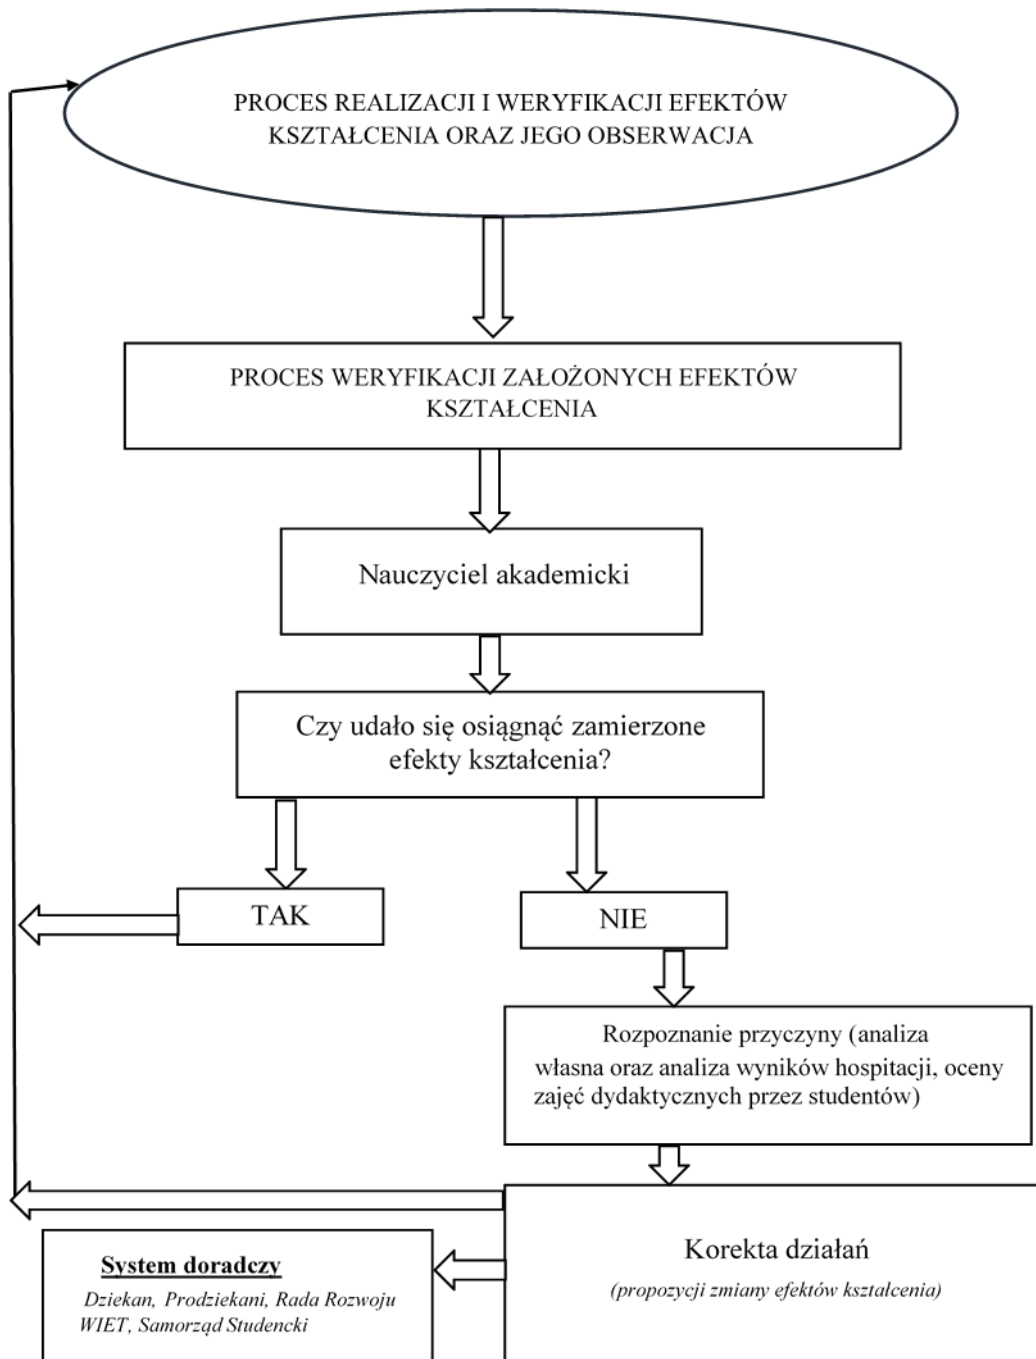 PROCES REALIZACJI I WERYFIKACJI EFEKTÓW
KSZTAŁCENIA ORAZ JEGO OBSERWACJA
PROCES WERYFIKACJI ZAŁOŻONYCH EFEKTÓW
KSZTAŁCENIA
Nauczyciel akademicki
Czy udało się osiągnąć zamierzone
efekty kształcenia?
TAK
NIE
Rozpoznanie przyczyny (analiza
własna oraz analiza wyników hospitacji, oceny
zajęć dydaktycznych przez studentów)
Korekta działań
(propozycji zmiany efektów kształcenia)
System doradczy
Dziekan, Prodziekani, Rada Rozwoju
WIET, Samorząd Studencki